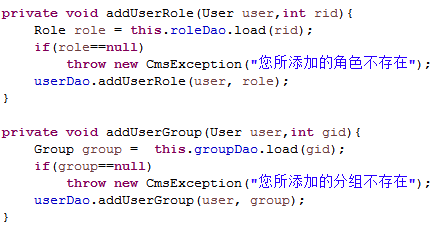 private void addUserRole(User user,int rid){
    Role role = this.roleDao.load(rid);
    if(role==null)
        throw new CmsException("您所添加的角色不存在");
    userDao.addUserRole(user, role);
}

private void addUserGroup(User user,int gid){
    Group group =  this.groupDao.load(gid);
    if(group==null)
        throw new CmsException("您所添加的分组不存在");
    userDao.addUserGroup(user, group);
}